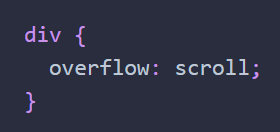 div {
  overflow: scroll;
}